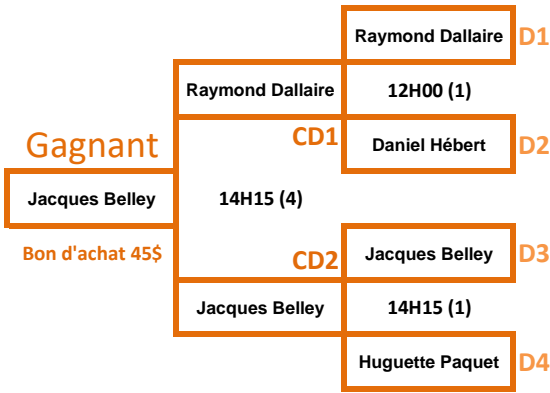 Raymond Dallaire D1
Raymond Dallaire 12H00 (1)
CD1 Daniel Hébert D2
Gagnant
Jacques Belley 14H15 (4)
Bon d'achat 45$ CD2 Jacques Belley D3
Jacques Belley 14H15 (1)
Huguette Paquet D4